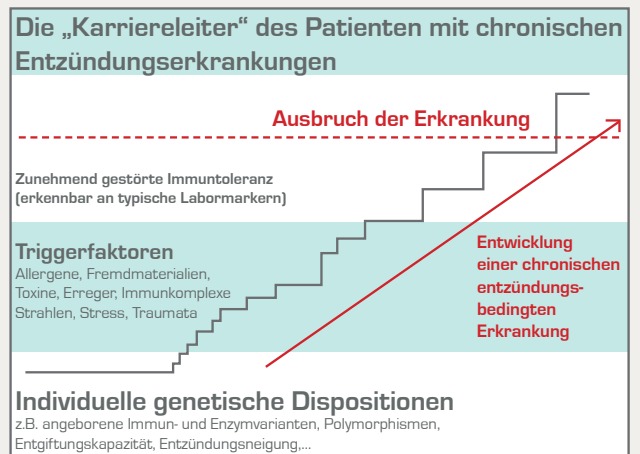 Die „Karriereleiter“ des Patienten mit chronischen
Entzündungserkrankungen
Ausbruch der Erkrankung
Zunehmend gestörte Immuntoleranz
(erkennbar an typische Labormarkern)
Triggerfaktoren
Allergene, Fremdmaterialien,
Toxine, Erreger, Immunkomplexe
Strahlen, Stress, Traumata
Entwicklung
einer chronischen
entzündungs-
bedingten
Erkrankung
Individuelle genetische Dispositionen
z.B. angeborene Immun- und Enzymvarianten, Polymorphismen,
Entgiftungskapazität, Entzündungsneigung,...